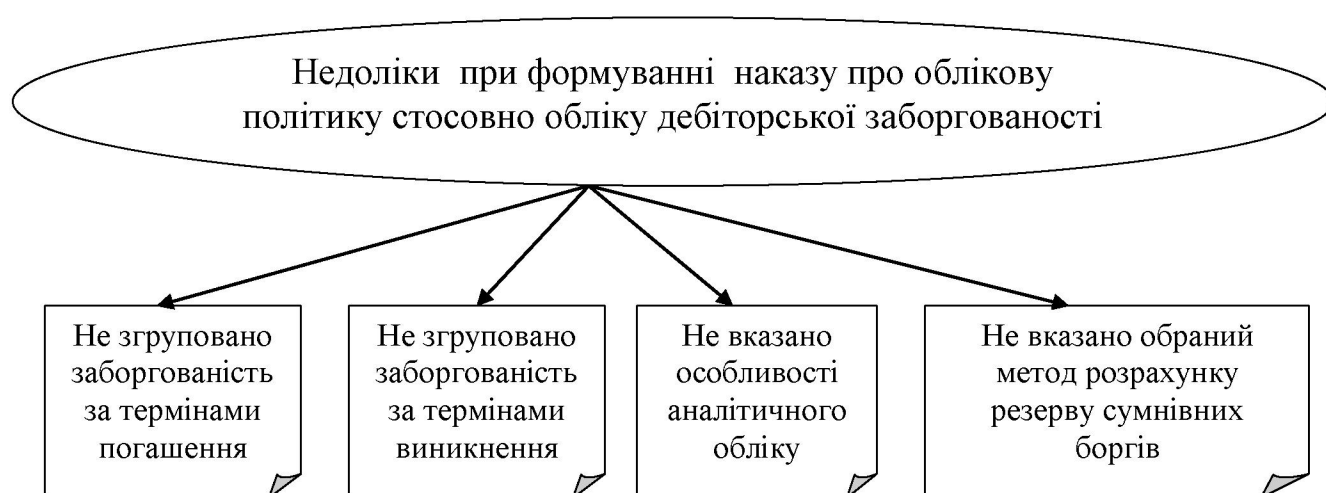 Недоліки при формуванні наказу про облікову
політику стосовно обліку дебіторської заборгованості
Не згруповано
заборгованість
за термінами
погашення
Не згруповано
заборгованість
за термінами
виникнення
Не вказано
особливості
аналітичного
обліку
Не вказано обраний
метод розрахунку
резерву сумнівних
боргів